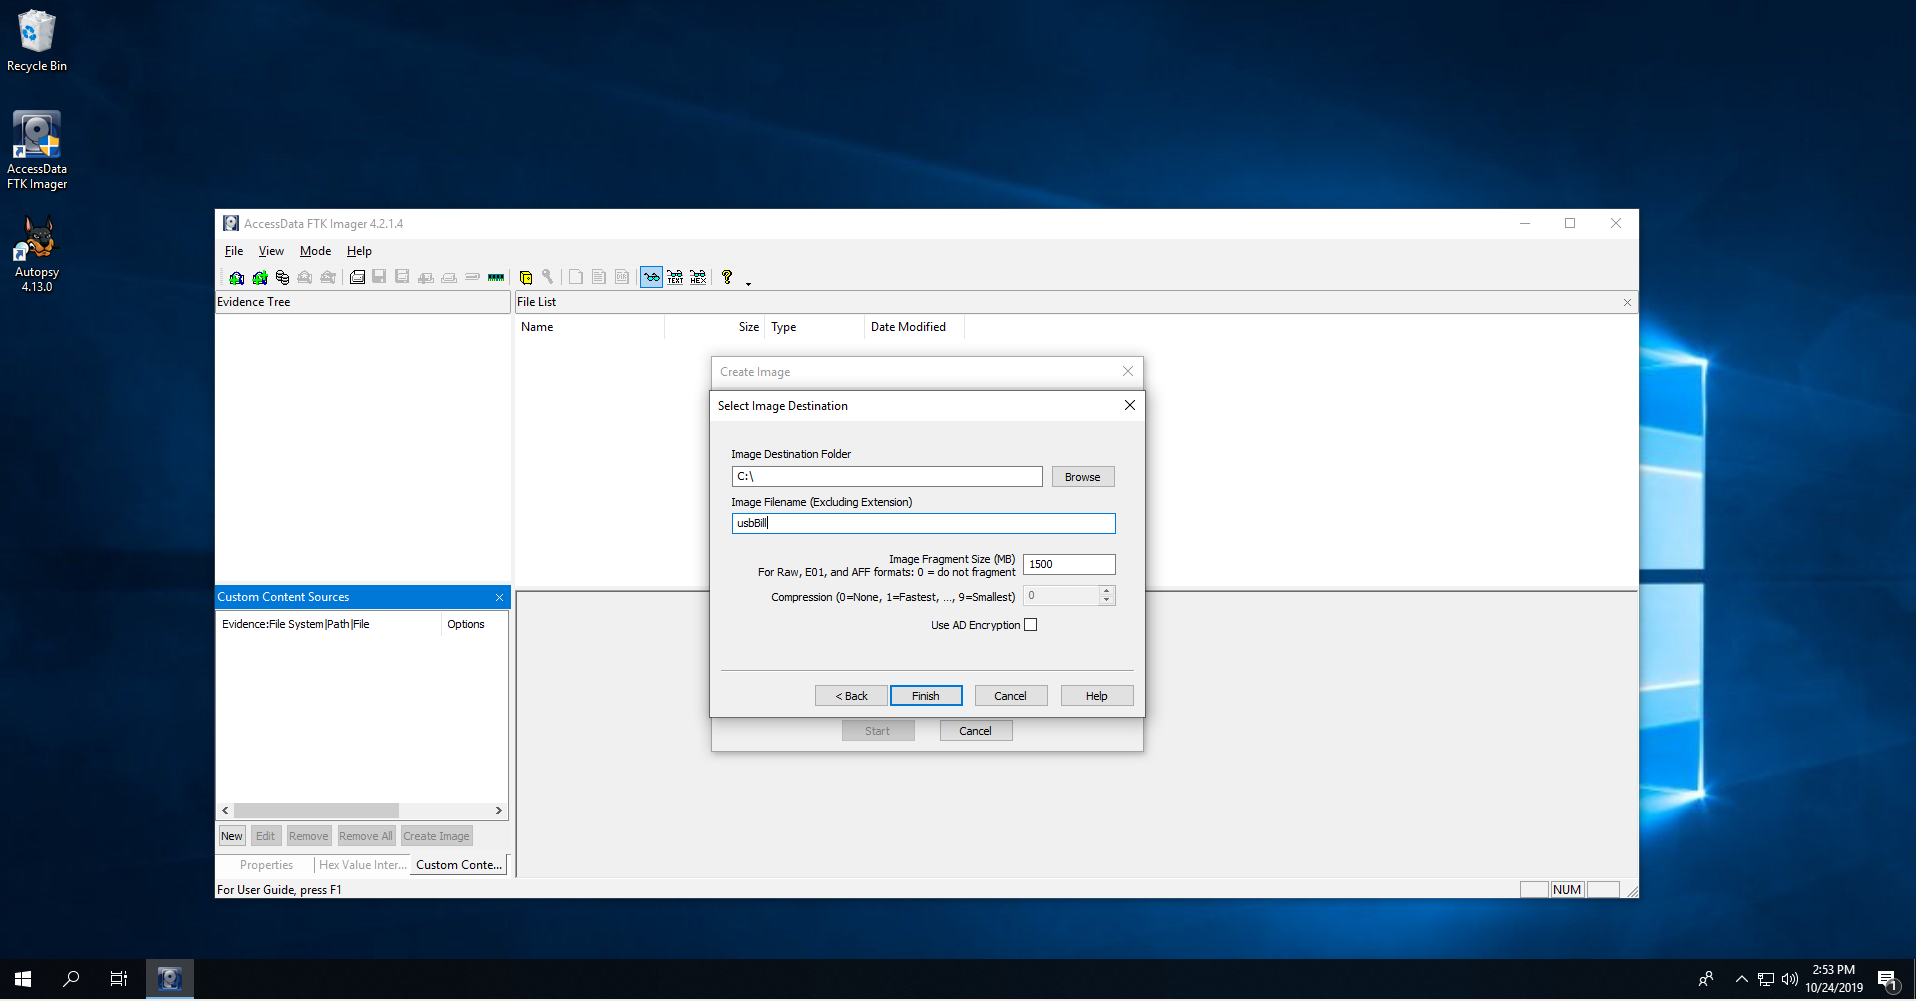 Recycle Bin
AccessData
FTK Imager
Autopsy
4.13.0
AccessData FTK Imager 4.2.1.4
File View Mode Help
TEXT HEX
Evidence Tree
File List
Name Size Type Date Modified
Create Image
Select Image Destination
Image Destination Folder
C:\
Browse
Image Filename (Excluding Extension)
usbBill
Image Fragment Size (MB)
For Raw, E01, and AFF formats: 0 = do not fragment
1500
Compression (0=None, 1=Fastest, ..., 9=Smallest)
0
Use AD Encryption
< Back Finish Cancel Help
Start Cancel
Custom Content Sources
Evidence:File System|Path|File Options
New Edit Remove Remove All Create Image
Properties Hex Value Inter... Custom Conte...
For User Guide, press F1
NUM
2:53 PM
10/24/2019
1